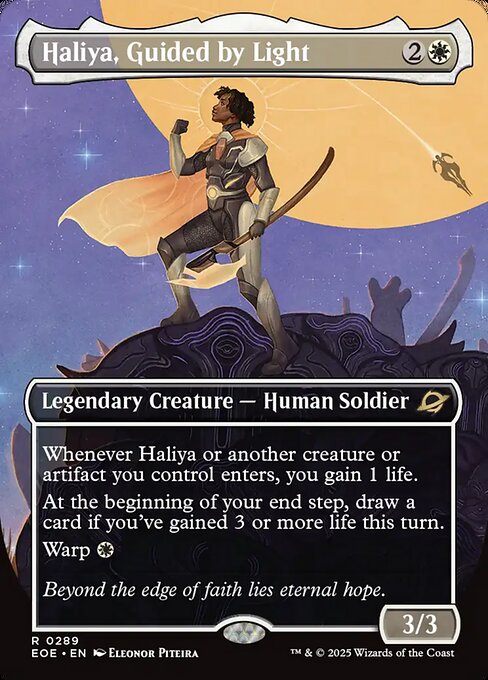 Haliya, Guided by Light 2
Legendary Creature — Human Soldier
Whenever Haliya or another creature or
artifact you control enters, you gain 1 life.
At the beginning of your end step, draw a
card if you've gained 3 or more life this turn.
Warp
Beyond the edge of faith lies eternal hope.
3/3
R 0289
EOE • EN Eleonor Piteira
™ & © 2025 Wizards of the Coast